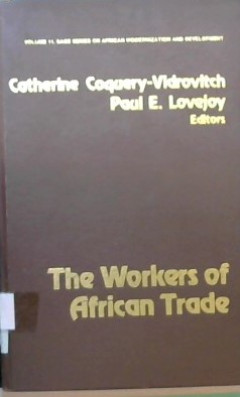 VOLUME 11, SAGE SERIES ON AFRICAN MODERNIZATION AND DEVELOPMENT
Catherine Coquery-Vidrovitch
Paul E. Lovejoy
Editors
The Workers of
African Trade